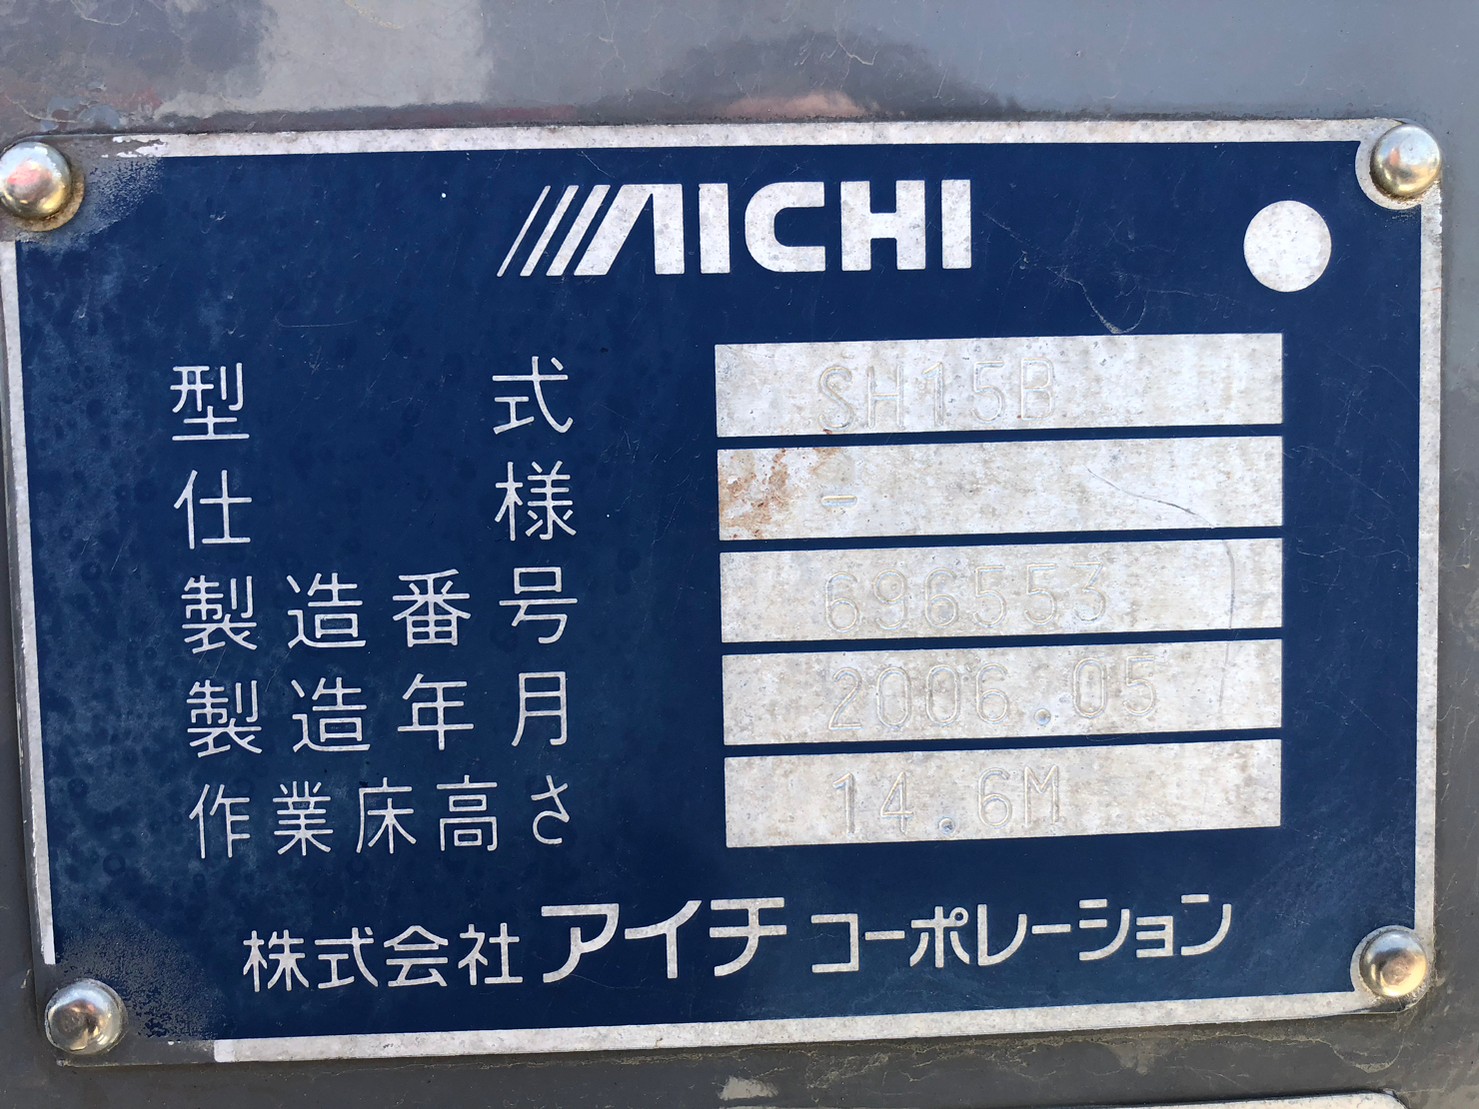 AICHI
型式 SH15B
仕様 -
製造番号 696553
製造年月 2006.05
作業床高さ 14.6M
株式会社アイチコーポレーション